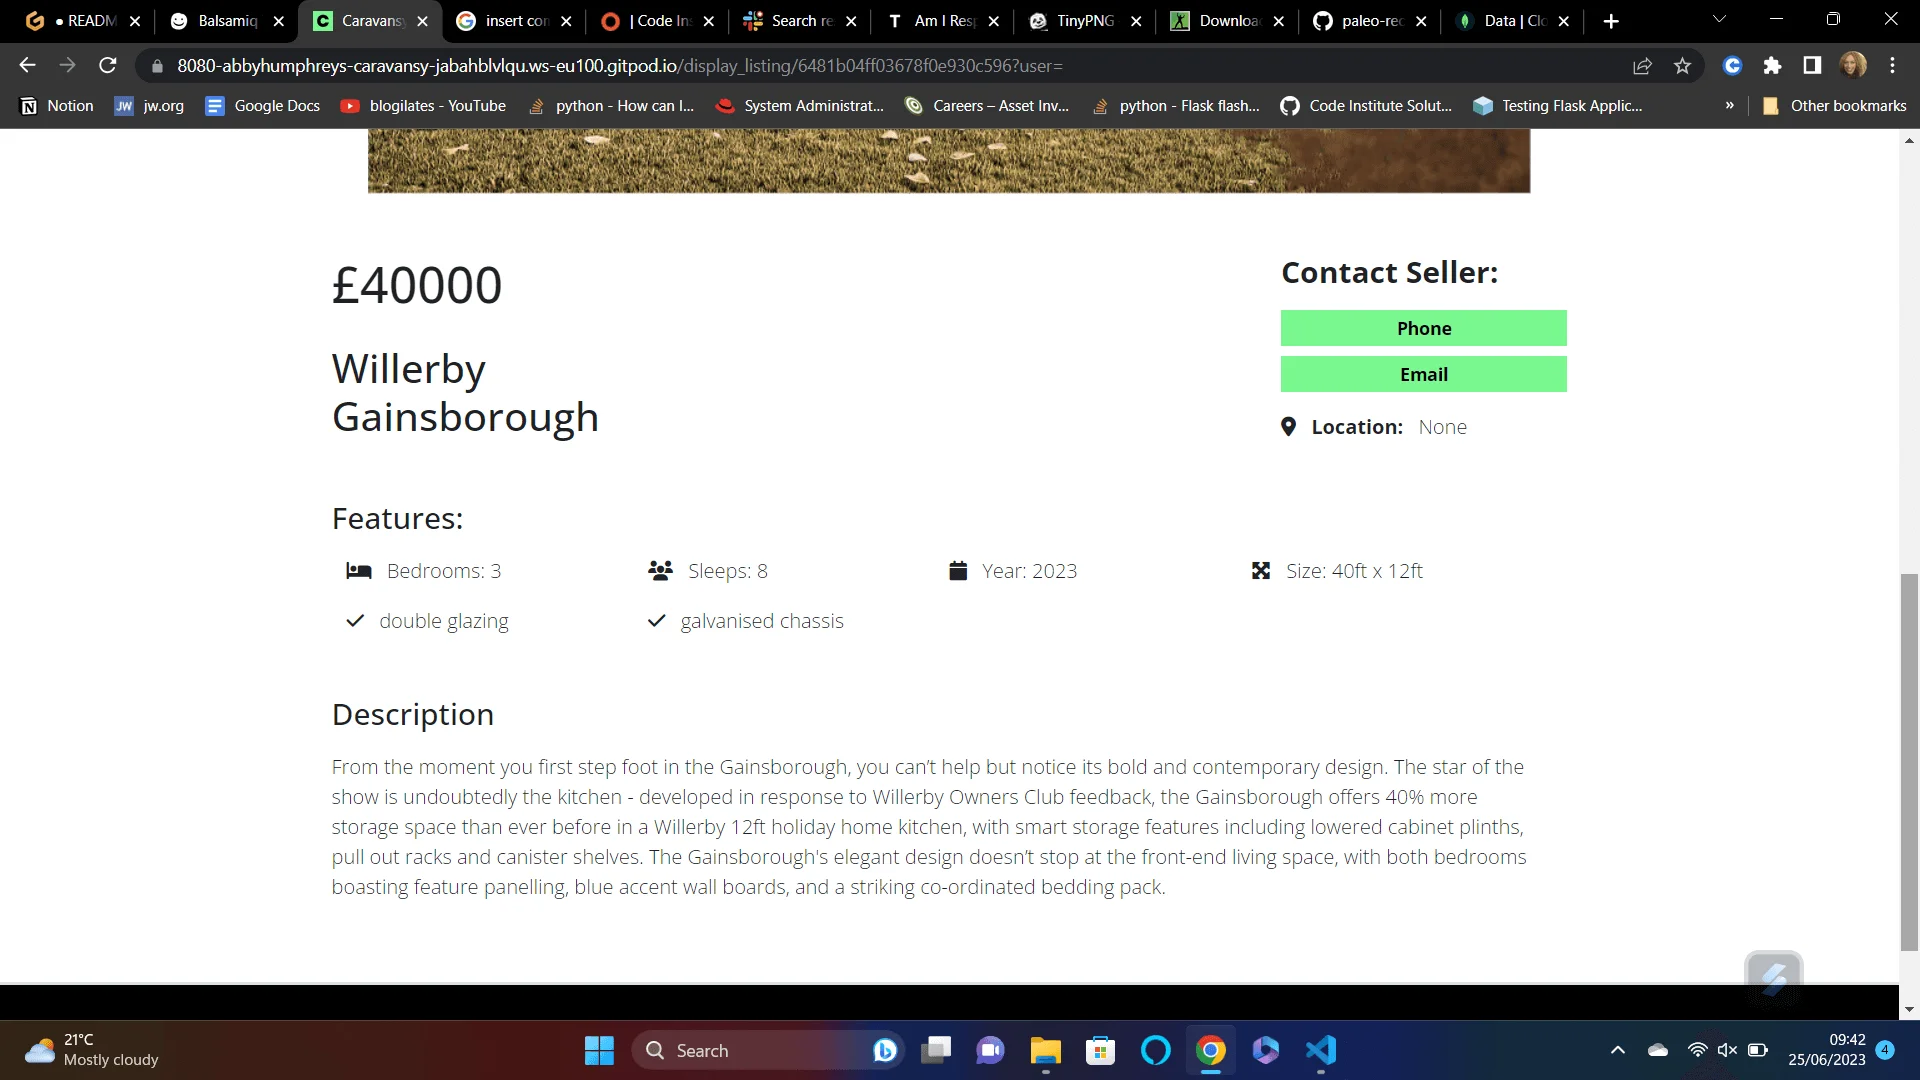 READM
Balsamiq
Caravans
insert con
| Code Ins
Search re
Am I Resp
TinyPNG
Downloa
paleo-rec
Data | Clo
8080-abbyhumphreys-caravansy-jabahblvlqu.ws-eu100.gitpod.io/display_listing/6481b04ff03678f0e930c596?user=
Notion
jw.org
Google Docs
blogilates - YouTube
python - How can I...
System Administrat...
Careers – Asset Inv...
python - Flask flash...
Code Institute Solut...
Testing Flask Applic...
»
Other bookmarks
£40000
Willerby
Gainsborough
Contact Seller:
Phone
Email
Location: None
Features:
Bedrooms: 3
Sleeps: 8
Year: 2023
Size: 40ft x 12ft
double glazing
galvanised chassis
Description
From the moment you first step foot in the Gainsborough, you can’t help but notice its bold and contemporary design. The star of the
show is undoubtedly the kitchen - developed in response to Willerby Owners Club feedback, the Gainsborough offers 40% more
storage space than ever before in a Willerby 12ft holiday home kitchen, with smart storage features including lowered cabinet plinths,
pull out racks and canister shelves. The Gainsborough's elegant design doesn’t stop at the front-end living space, with both bedrooms
boasting feature panelling, blue accent wall boards, and a striking co-ordinated bedding pack.
21°C
Mostly cloudy
Search
09:42
25/06/2023
4